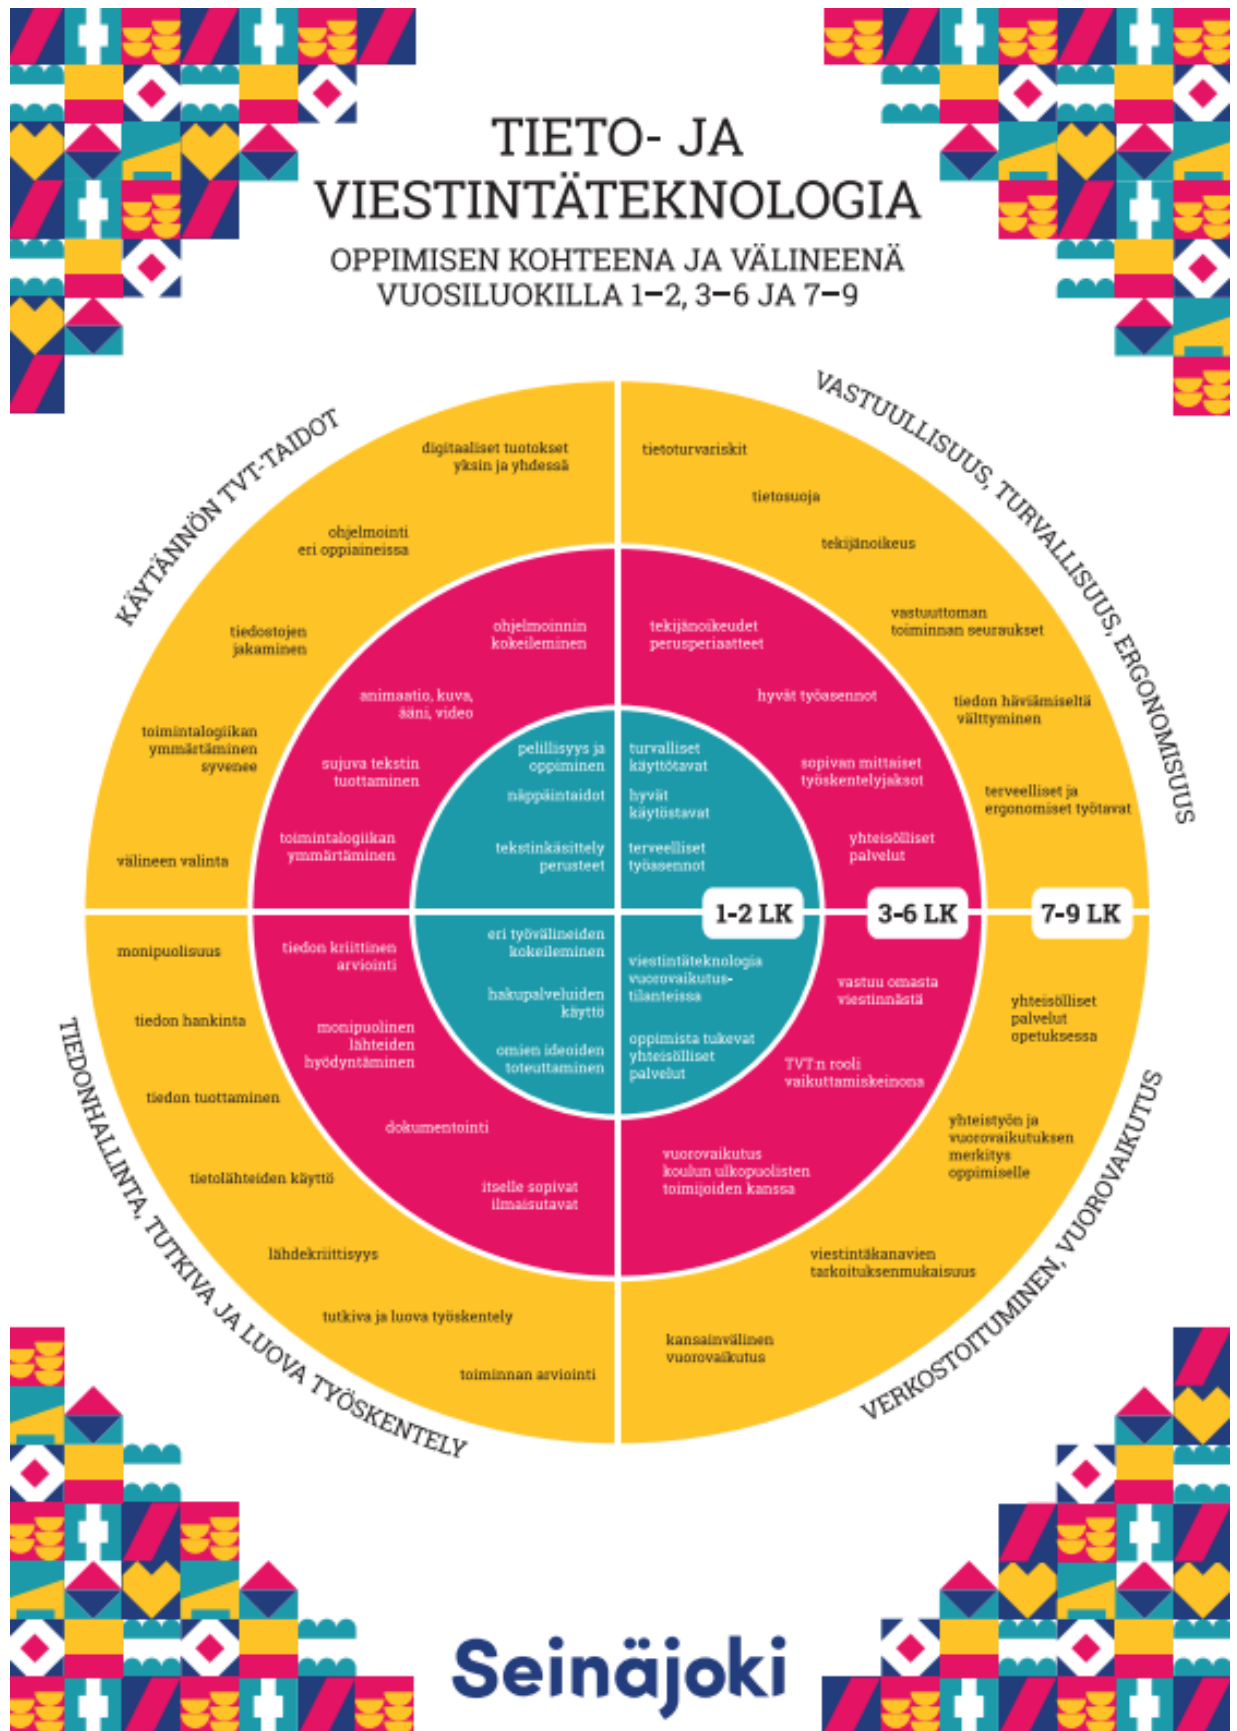 TIETO- JA
VIESTINTÄTEKNOLOGIA
OPPIMISEN KOHTEENA JA VÄLINEENÄ
VUOSILUOKILLA 1–2, 3–6 JA 7–9
KÄYTÄNNÖN TVT-TAIDOT
digitaaliset tuotokset
yksin ja yhdessä
ohjelmointi
eri oppiaineissa
tiedostojen
jakaminen
toimintalogiikan
ymmärtäminen
syvenee
välineen valinta
ohjelmoinnin
kokeileminen
animaatio, kuva,
ääni, video
sujuva tekstin
tuottaminen
toimintalogiikan
ymmärtäminen
pelillisyys ja
oppiminen
näppäintaidot
tekstinkäsittely
perusteet
VASTUULLISUUS, TURVALLISUUS, ERGONOMISUUS
tietoturvariskit
tietosuoja
tekijänoikeus
vastuuttoman
toiminnan seuraukset
tiedon häviämiseltä
välttyminen
terveelliset ja
ergonomiset työtavat
tekijänoikeudet
perusperiaatteet
hyvät työasennot
sopivan mittaiset
työskentelyjaksot
yhteisölliset
palvelut
turvalliset
käyttötavat
hyvät
käytöstavat
terveelliset
työasennot
1-2 LK
3-6 LK
7-9 LK
TIEDONHALLINTA, TUTKIVA JA LUOVA TYÖSKENTELY
monipuolisuus
tiedon hankinta
tiedon tuottaminen
tietolähteiden käyttö
lähdekriittisyys
tutkiva ja luova työskentely
toiminnan arviointi
tiedon kriittinen
arviointi
monipuolinen
lähteiden
hyödyntäminen
dokumentointi
itselle sopivat
ilmaisutavat
eri työvälineiden
kokeileminen
hakupalveluiden
käyttö
omien ideoiden
toteuttaminen
VERKOSTOITUMINEN, VUOROVAIKUTUS
viestintäteknologia
vuorovaikutus-
tilanteissa
oppimista tukevat
yhteisölliset
palvelut
vastuu omasta
viestinnästä
TVT:n rooli
vaikuttamiskeinona
vuorovaikutus
koulun ulkopuolisten
toimijoiden kanssa
yhteisölliset
palvelut
opetuksessa
yhteistyön ja
vuorovaikutuksen
merkitys
oppimiselle
viestintäkanavien
tarkoituksenmukaisuus
kansainvälinen
vuorovaikutus
Seinäjoki